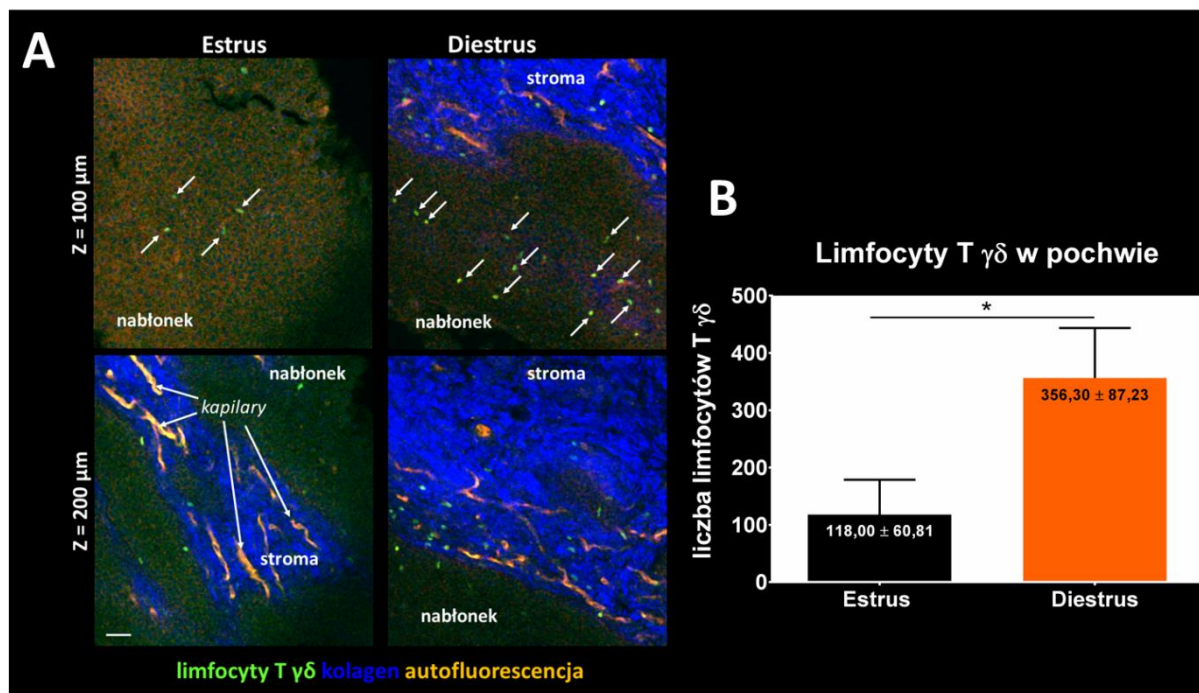 A
Estrus
Diestrus
Z = 100 µm
nabłonek
stroma
nabłonek
Z = 200 µm
nabłonek
kapilary
stroma
stroma
nabłonek
limfocyty T γδ kolagen autofluorescencja
B
Limfocyty T γδ w pochwie
liczba limfocytów T γδ
500
400
300
200
100
0
*
118,00 ± 60,81
356,30 ± 87,23
Estrus
Diestrus